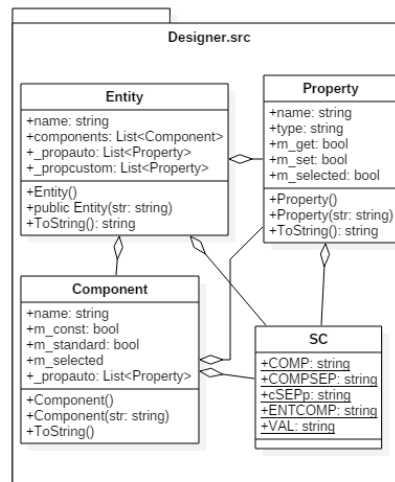 Designer.src
Entity
+name: string
+components: List<Component>
+_propauto: List<Property>
+_propcustom: List<Property>
+Entity()
+public Entity(str: string)
+ToString(): string
Property
+name: string
+type: string
+m_get: bool
+m_set: bool
+m_selected: bool
+Property()
+Property(str: string)
+ToString(): string
Component
+name: string
+m_const: bool
+m_standard: bool
+m_selected
+_propauto: List<Property>
+Component()
+Component(str: string)
+ToString()
SC
+COMP: string
+COMPSEP: string
+cSEPp: string
+ENTCOMP: string
+VAL: string